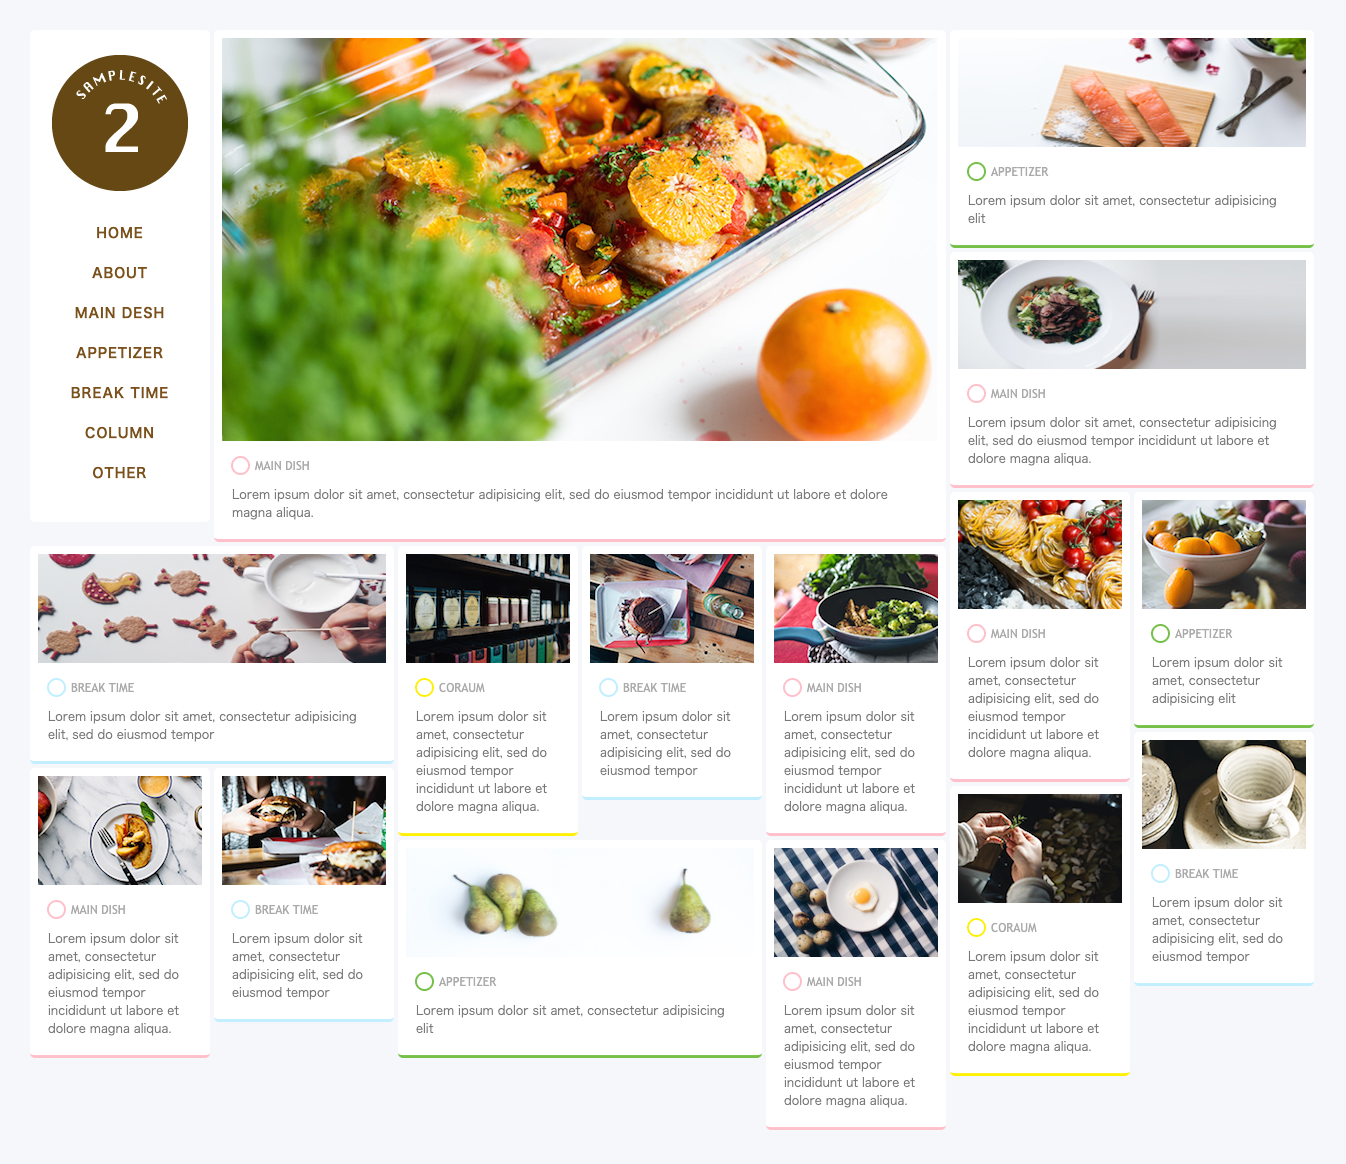 SAMPLESITE
2
HOME
ABOUT
MAIN DESH
APPETIZER
BREAK TIME
COLUMN
OTHER
MAIN DISH
Lorem ipsum dolor sit amet, consectetur adipisicing elit, sed do eiusmod tempor incididunt ut labore et dolore
magna aliqua.
APPETIZER
Lorem ipsum dolor sit amet, consectetur adipisicing
elit
MAIN DISH
Lorem ipsum dolor sit amet, consectetur adipisicing
elit, sed do eiusmod tempor incididunt ut labore et
dolore magna aliqua.
BREAK TIME
Lorem ipsum dolor sit amet, consectetur adipisicing
elit, sed do eiusmod tempor
CORAUM
Lorem ipsum dolor sit
amet, consectetur
adipisicing elit, sed do
eiusmod tempor
incididunt ut labore et
dolore magna aliqua.
BREAK TIME
Lorem ipsum dolor sit
amet, consectetur
adipisicing elit, sed do
eiusmod tempor
MAIN DISH
Lorem ipsum dolor sit
amet, consectetur
adipisicing elit, sed do
eiusmod tempor
incididunt ut labore et
dolore magna aliqua.
MAIN DISH
Lorem ipsum dolor sit
amet, consectetur
adipisicing elit, sed do
eiusmod tempor
incididunt ut labore et
dolore magna aliqua.
APPETIZER
Lorem ipsum dolor sit
amet, consectetur
adipisicing elit
MAIN DISH
Lorem ipsum dolor sit
amet, consectetur
adipisicing elit, sed do
eiusmod tempor
incididunt ut labore et
dolore magna aliqua.
BREAK TIME
Lorem ipsum dolor sit
amet, consectetur
adipisicing elit, sed do
eiusmod tempor
APPETIZER
Lorem ipsum dolor sit amet, consectetur adipisicing
elit
MAIN DISH
Lorem ipsum dolor sit
amet, consectetur
adipisicing elit, sed do
eiusmod tempor
incididunt ut labore et
dolore magna aliqua.
CORAUM
Lorem ipsum dolor sit
amet, consectetur
adipisicing elit, sed do
eiusmod tempor
incididunt ut labore et
dolore magna aliqua.
BREAK TIME
Lorem ipsum dolor sit
amet, consectetur
adipisicing elit, sed do
eiusmod tempor